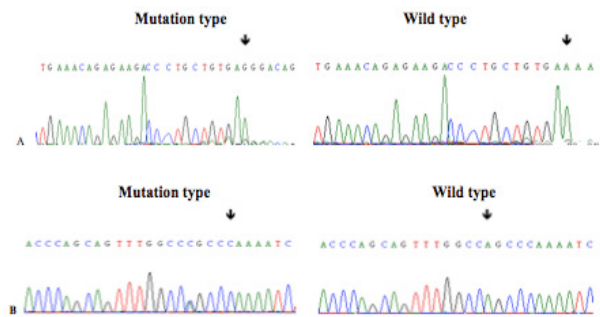 Mutation type Wild type
TGAAACAGAGAAGACCCTGCTGTGAGGGACAG TGAAACAGAGAAGACCCTGCTGTGAAAA
A
Mutation type Wild type
ACCCAGCAGTTTGGCCCGCCCAAAATC ACCCAGCAGTTTGGCCAGCCCAAAATC
B